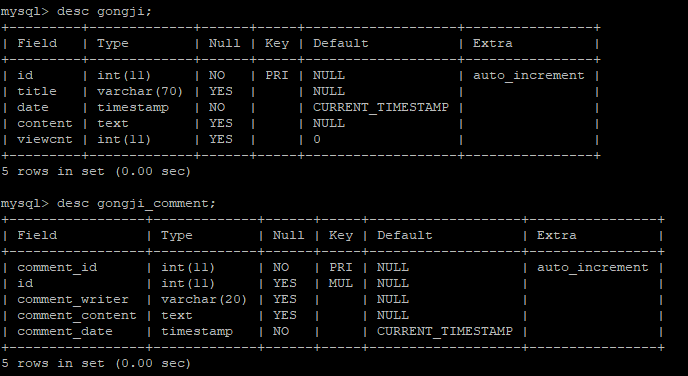 mysql> desc gongji;
+---------+-------------+------+-----+-------------------+----------------+
| Field   | Type        | Null | Key | Default           | Extra          |
+---------+-------------+------+-----+-------------------+----------------+
| id      | int(11)     | NO   | PRI | NULL              | auto_increment |
| title   | varchar(70) | YES  |     | NULL              |                |
| date    | timestamp   | NO   |     | CURRENT_TIMESTAMP |                |
| content | text        | YES  |     | NULL              |                |
| viewcnt | int(11)     | YES  |     | 0                 |                |
+---------+-------------+------+-----+-------------------+----------------+
5 rows in set (0.00 sec)
mysql> desc gongji_comment;
+-----------------+-------------+------+-----+-------------------+----------------+
| Field           | Type        | Null | Key | Default           | Extra          |
+-----------------+-------------+------+-----+-------------------+----------------+
| comment_id      | int(11)     | NO   | PRI | NULL              | auto_increment |
| id              | int(11)     | YES  | MUL | NULL              |                |
| comment_writer  | varchar(20) | YES  |     | NULL              |                |
| comment_content | text        | YES  |     | NULL              |                |
| comment_date    | timestamp   | NO   |     | CURRENT_TIMESTAMP |                |
+-----------------+-------------+------+-----+-------------------+----------------+
5 rows in set (0.00 sec)